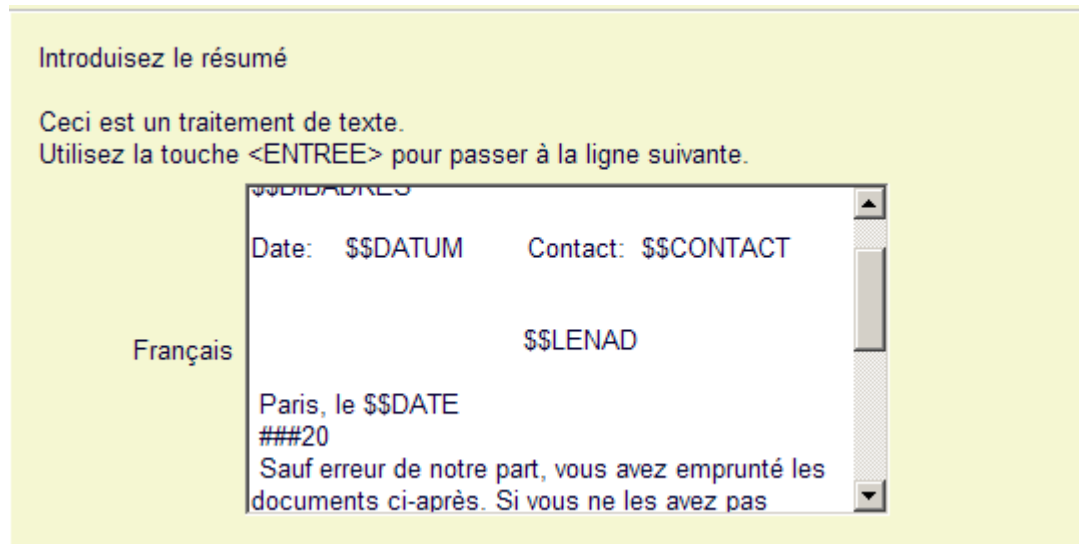 Introduisez le résumé
Ceci est un traitement de texte.
Utilisez la touche <ENTREE> pour passer à la ligne suivante.
$$BIBADRES
Date: $$DATUM Contact: $$CONTACT
$$LENAD
Français
Paris, le $$DATE
###20
Sauf erreur de notre part, vous avez emprunté les
documents ci-après. Si vous ne les avez pas